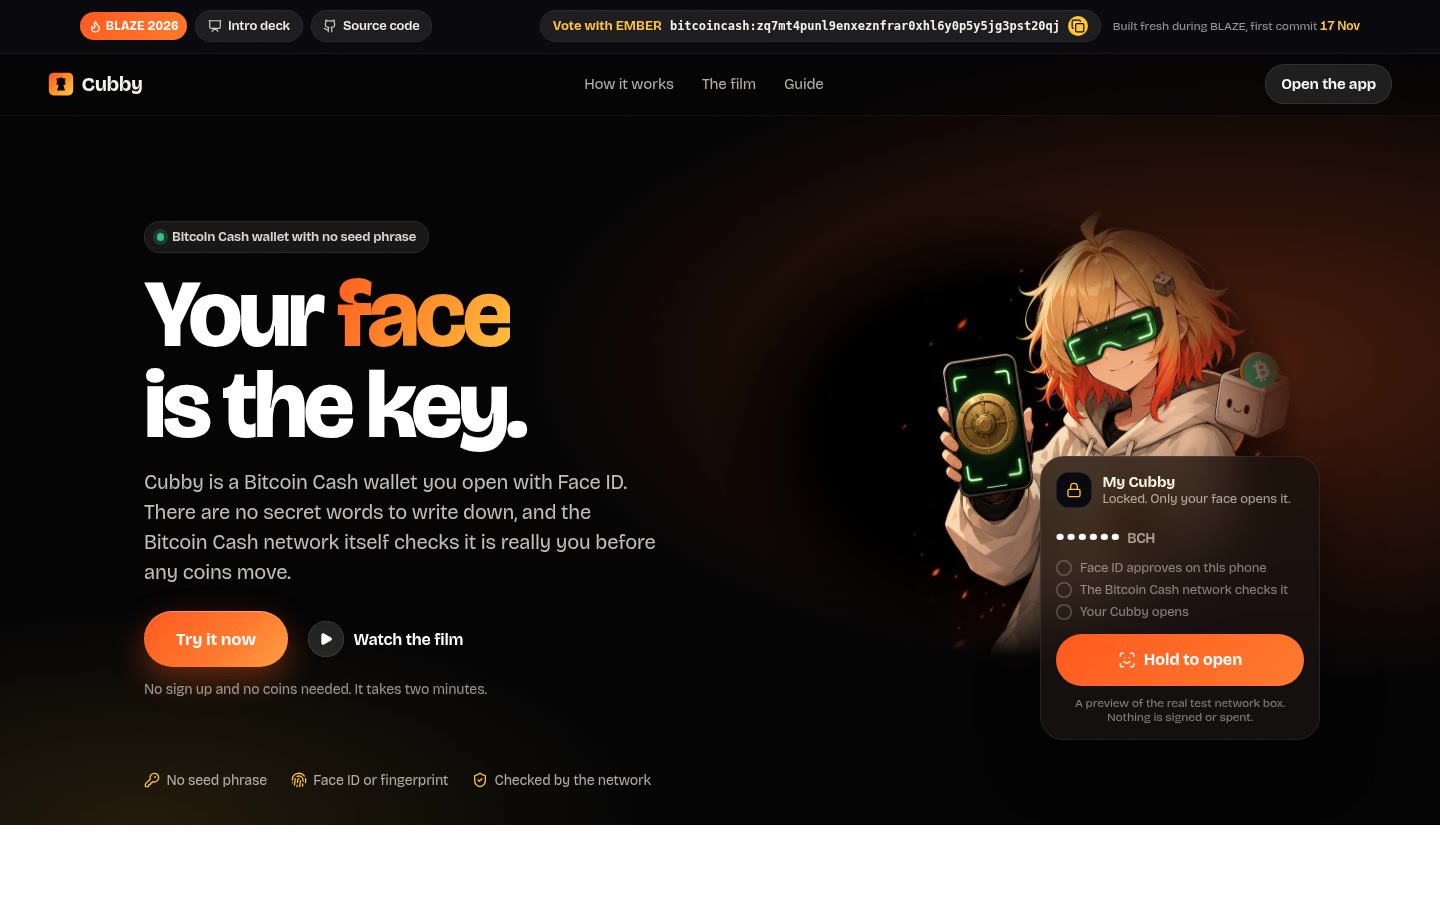 BLAZE 2026
Intro deck
Source code
Vote with EMBER bitcoincash:zq7mt4punl9enxeznfrar0xhl6y0p5y5jg3pst20qj
Built fresh during BLAZE, first commit 17 Nov
Cubby
How it works
The film
Guide
Open the app
Bitcoin Cash wallet with no seed phrase
Your face
is the key.
Cubby is a Bitcoin Cash wallet you open with Face ID.
There are no secret words to write down, and the
Bitcoin Cash network itself checks it is really you before
any coins move.
Try it now
Watch the film
No sign up and no coins needed. It takes two minutes.
No seed phrase
Face ID or fingerprint
Checked by the network
My Cubby
Locked. Only your face opens it.
•••••• BCH
Face ID approves on this phone
The Bitcoin Cash network checks it
Your Cubby opens
Hold to open
A preview of the real test network box.
Nothing is signed or spent.